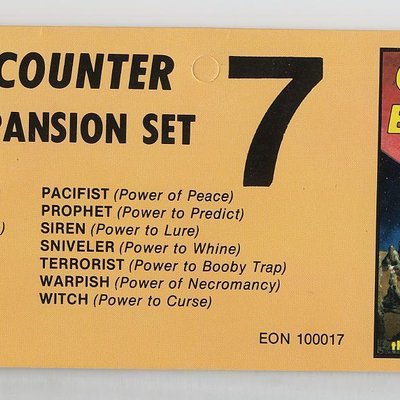 COUNTER
PANSION SET
7
PACIFIST (Power of Peace)
PROPHET (Power to Predict)
SIREN (Power to Lure)
SNIVELER (Power to Whine)
TERRORIST (Power to Booby Trap)
WARPISH (Power of Necromancy)
WITCH (Power to Curse)
EON 100017